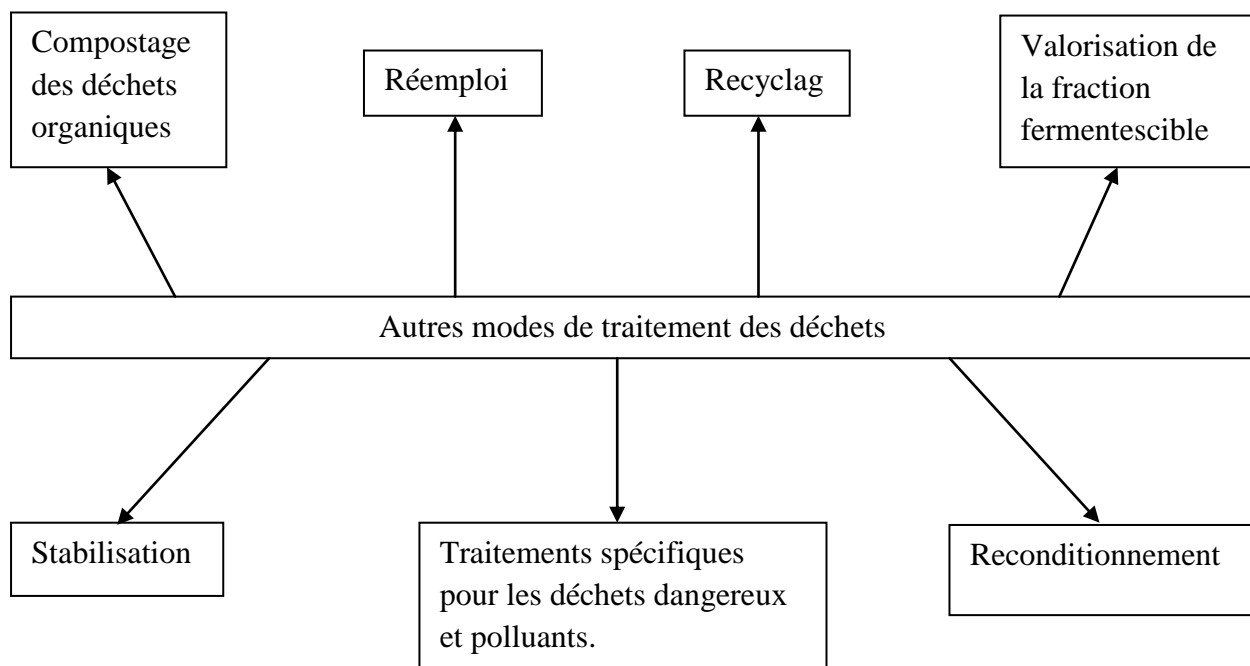 Compostage
des déchets
organiques
Réemploi
Recyclag
Valorisation de
la fraction
fermentescible
Autres modes de traitement des déchets
Stabilisation
Traitements spécifiques
pour les déchets dangereux
et polluants.
Reconditionnement